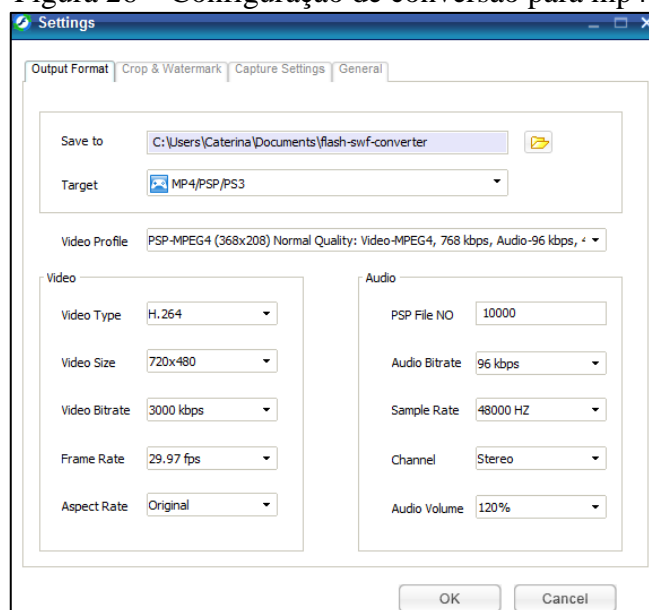 Figura 26 – Configuração de conversão para mp4
Settings
Output Format Crop & Watermark Capture Settings General
Save to C:\Users\Caterina\Documents\flash-swf-converter
Target MP4/PSP/PS3
Video Profile PSP-MPEG4 (368x208) Normal Quality: Video-MPEG4, 768 kbps, Audio-96 kbps,
Video
Video Type H.264
Video Size 720x480
Video Bitrate 3000 kbps
Frame Rate 29.97 fps
Aspect Rate Original
Audio
PSP File NO 10000
Audio Bitrate 96 kbps
Sample Rate 48000 HZ
Channel Stereo
Audio Volume 120%
OK Cancel